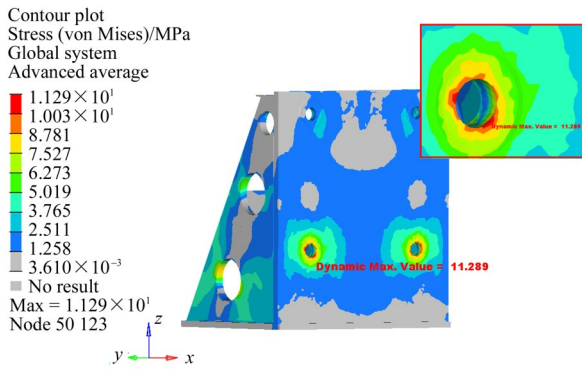 Contour plot
Stress (von Mises)/MPa
Global system
Advanced average
1.129×10¹
1.003×10¹
8.781
7.527
6.273
5.019
3.765
2.511
1.258
3.610×10⁻³
No result
Max = 1.129×10¹
Node 50 123
Dynamic Max. Value = 11.289
Dynamic Max. Value = 11.289
z
y
x